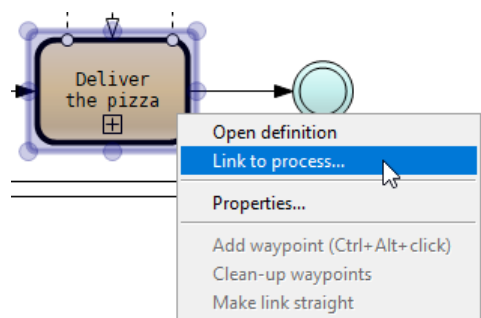 Deliver
the pizza
Open definition
Link to process...
Properties...
Add waypoint (Ctrl+Alt+click)
Clean-up waypoints
Make link straight